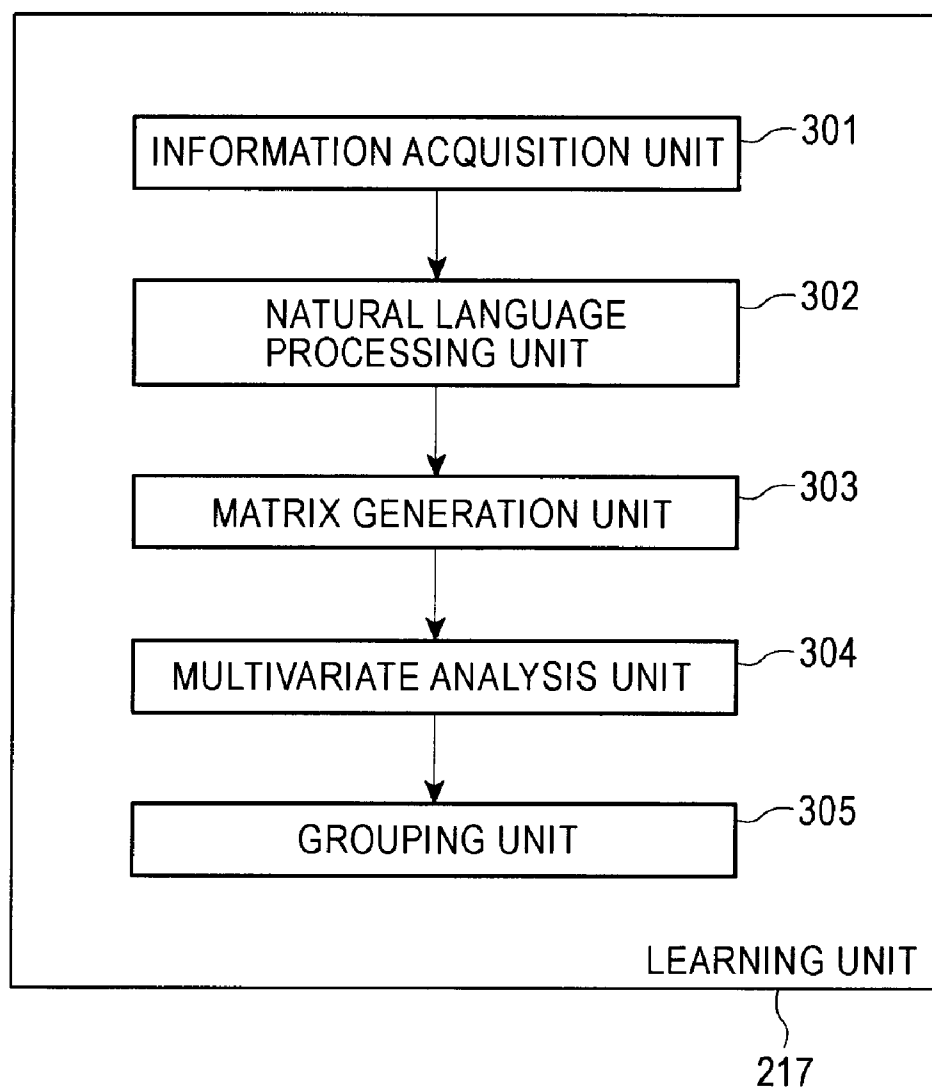 INFORMATION ACQUISITION UNIT
301
NATURAL LANGUAGE
PROCESSING UNIT
302
MATRIX GENERATION UNIT
303
MULTIVARIATE ANALYSIS UNIT
304
GROUPING UNIT
305
LEARNING UNIT
217